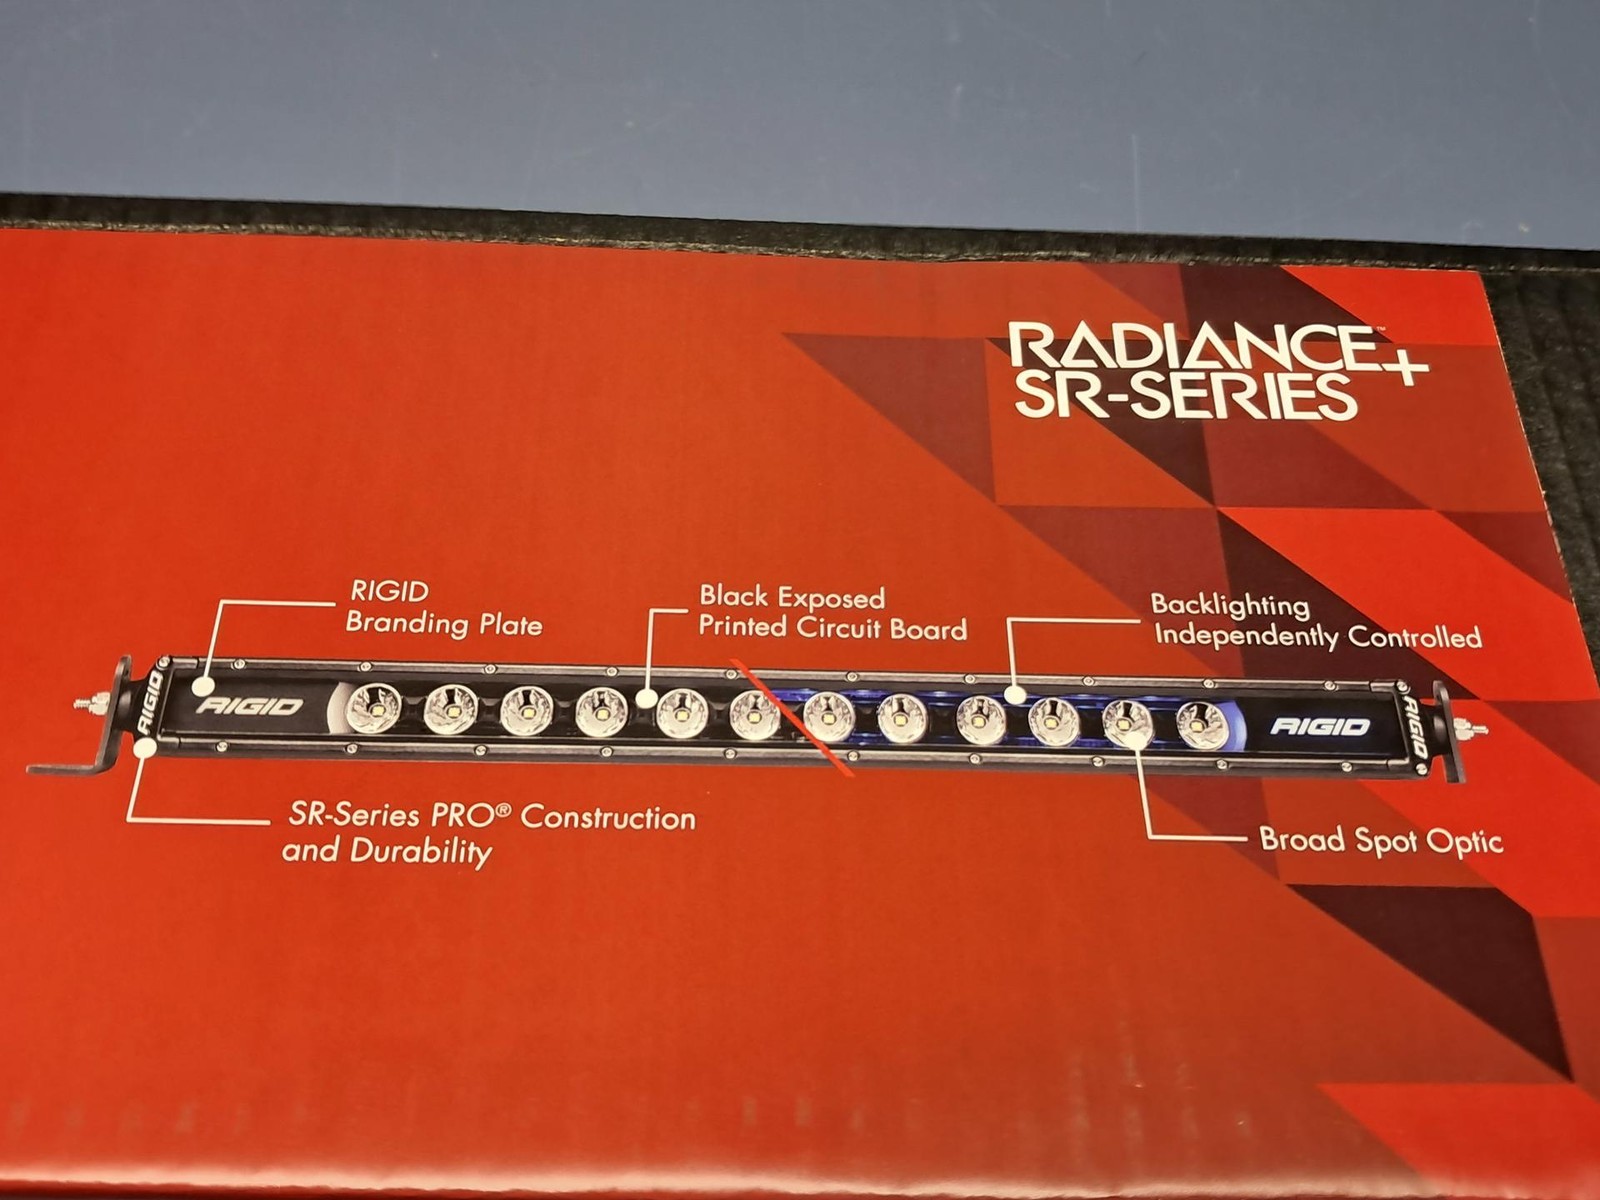 RADIANCE™+
SR-SERIES
RIGID
Branding Plate
Black Exposed
Printed Circuit Board
Backlighting
Independently Controlled
RIGID
RIGID
RIGID
RIGID
SR-Series PRO® Construction
and Durability
Broad Spot Optic